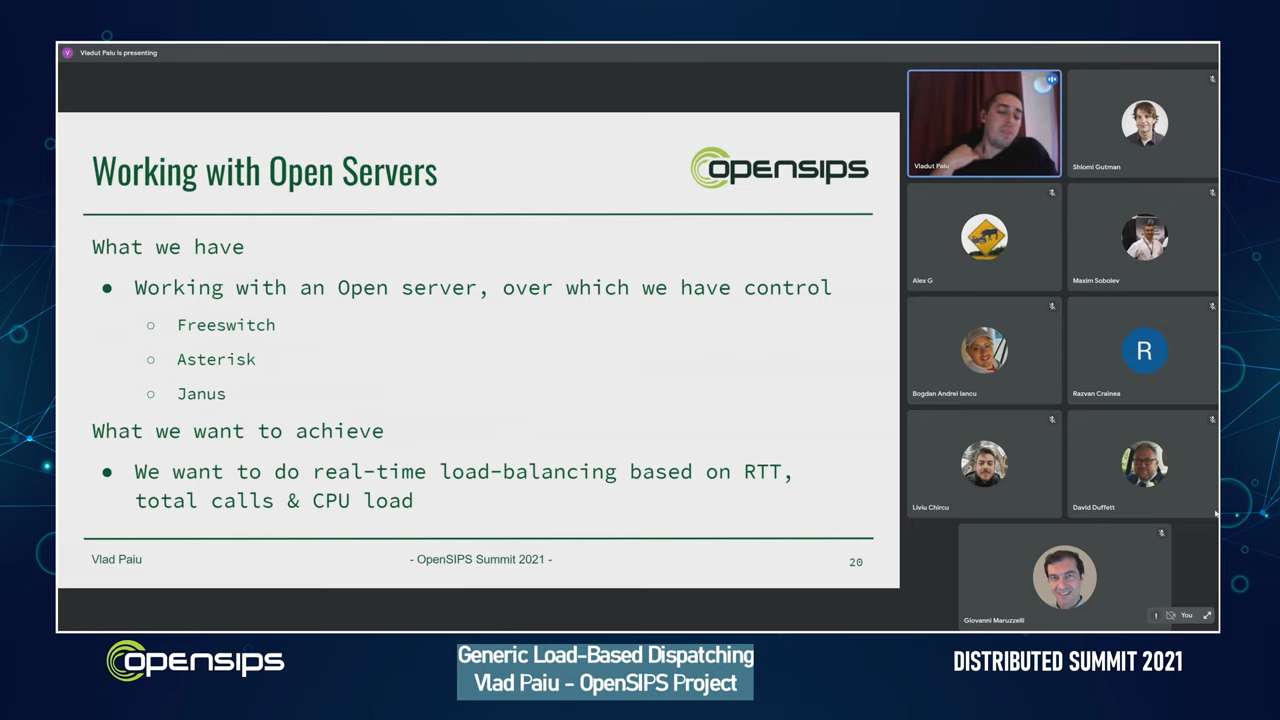 V
Vladut Paiu is presenting
Working with Open Servers
opensips
What we have
● Working with an Open server, over which we have control
○ Freeswitch
○ Asterisk
○ Janus
What we want to achieve
● We want to do real-time load-balancing based on RTT,
total calls & CPU load
Vlad Paiu
- OpenSIPS Summit 2021 -
20
Vladut Paiu
Shlomi Gutman
Alex G
Maxim Sobolev
Bogdan Andrei Iancu
R
Razvan Crainea
Liviu Chircu
David Duffett
Giovanni Maruzzelli
You
opensips
Generic Load-Based Dispatching
Vlad Paiu - OpenSIPS Project
DISTRIBUTED SUMMIT 2021